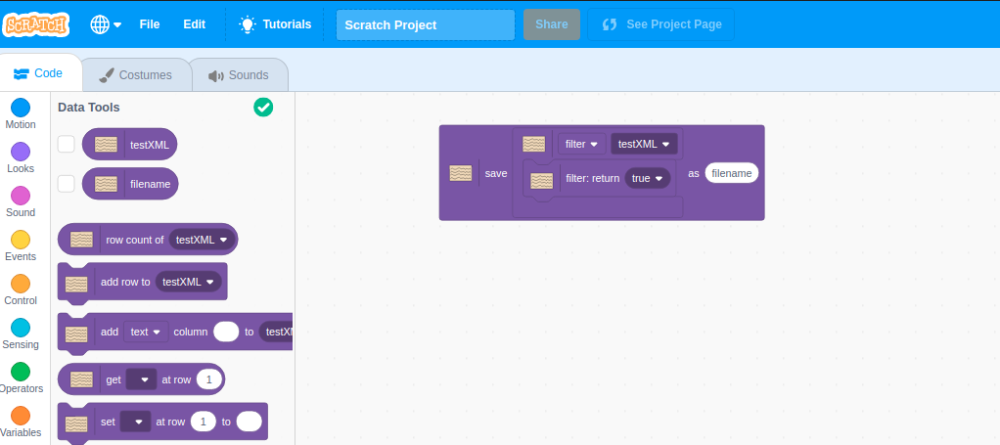 SCRATCH File Edit Tutorials Scratch Project Share See Project Page
Code Costumes Sounds
Motion
Looks
Sound
Events
Control
Sensing
Operators
Variables
Data Tools
testXML
filename
row count of testXML
add row to testXML
add text column to testXM
get at row 1
set at row 1 to
save filter testXML as filename
filter: return true